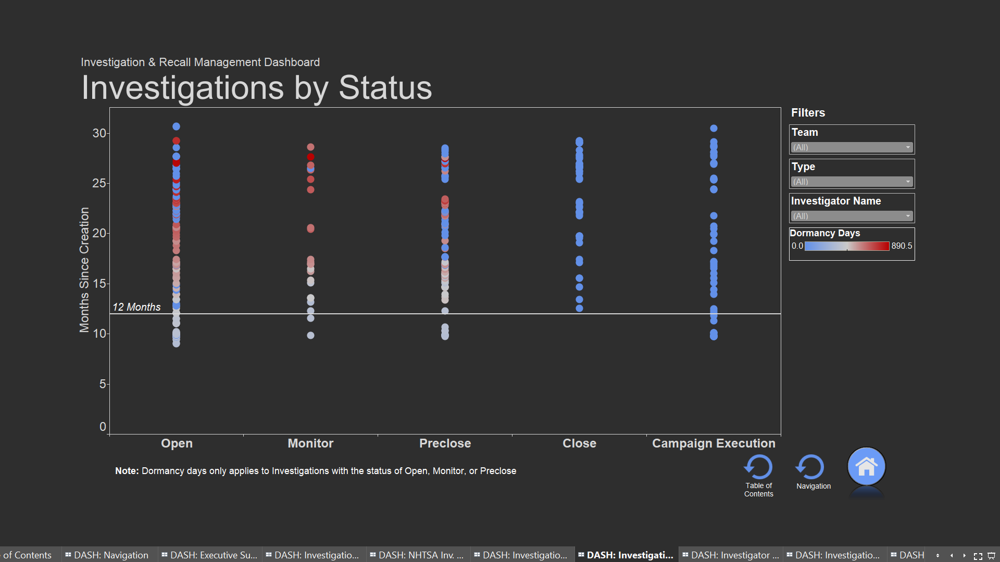 Investigation & Recall Management Dashboard
Investigations by Status
Months Since Creation
30
25
20
15
10
5
0
12 Months
Open
Monitor
Preclose
Close
Campaign Execution
Note: Dormancy days only applies to Investigations with the status of Open, Monitor, or Preclose
Filters
Team
(All)
Type
(All)
Investigator Name
(All)
Dormancy Days
0.0
890.5
Table of
Contents
Navigation
of Contents
DASH: Navigation
DASH: Executive Su...
DASH: Investigatio...
DASH: NHTSA Inv. ...
DASH: Investigatio...
DASH: Investigati...
DASH: Investigator ...
DASH: Investigatio...
DASH